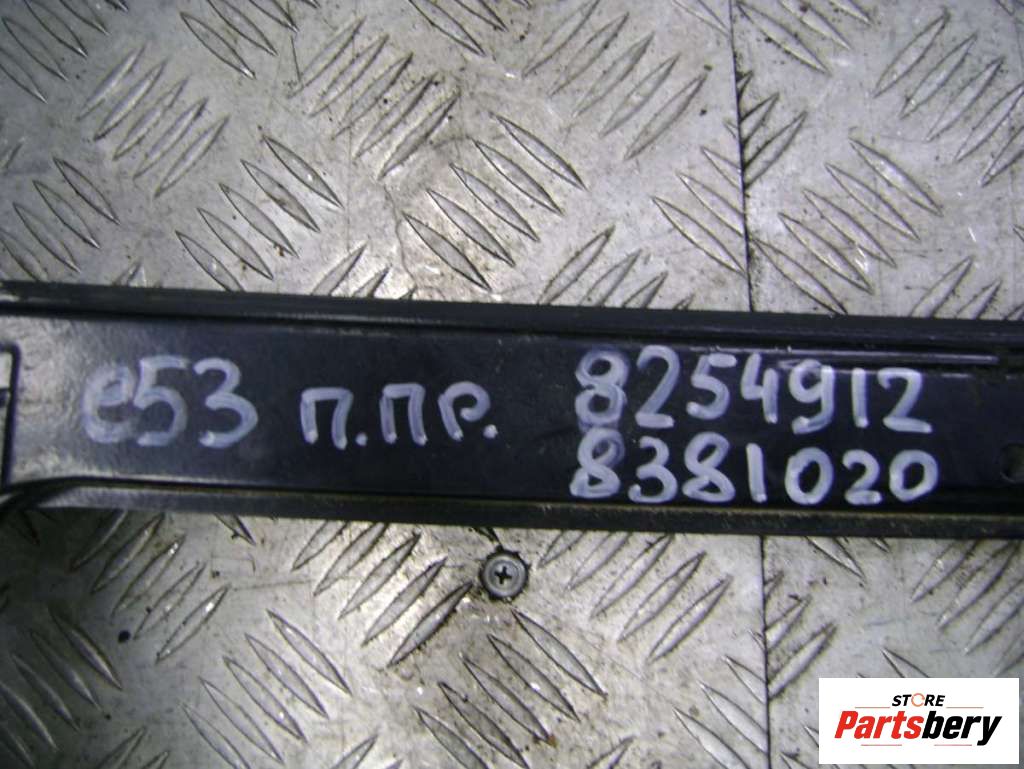 e53 п.пр. 8254912
8381020
STORE
Partsbery